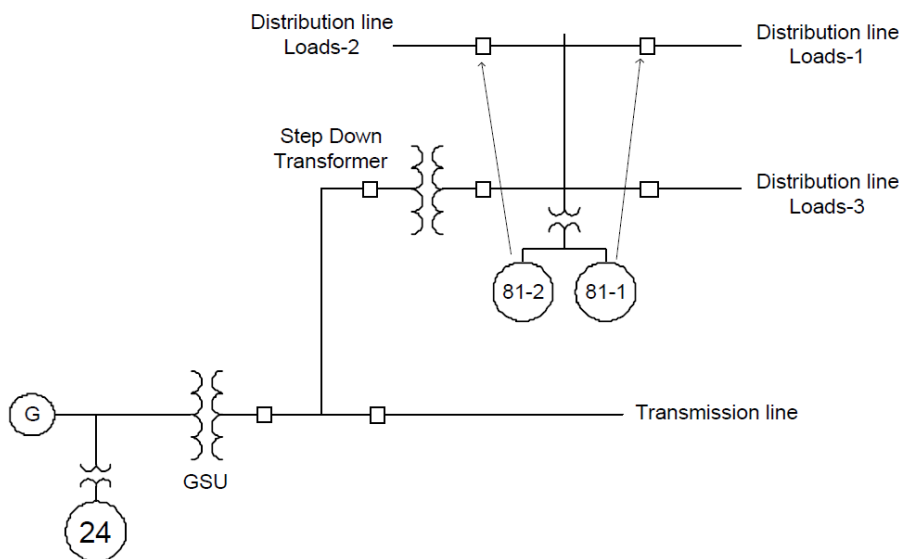 Distribution line
Loads-2
Distribution line
Loads-1
Step Down
Transformer
Distribution line
Loads-3
81-2
81-1
G
Transmission line
GSU
24